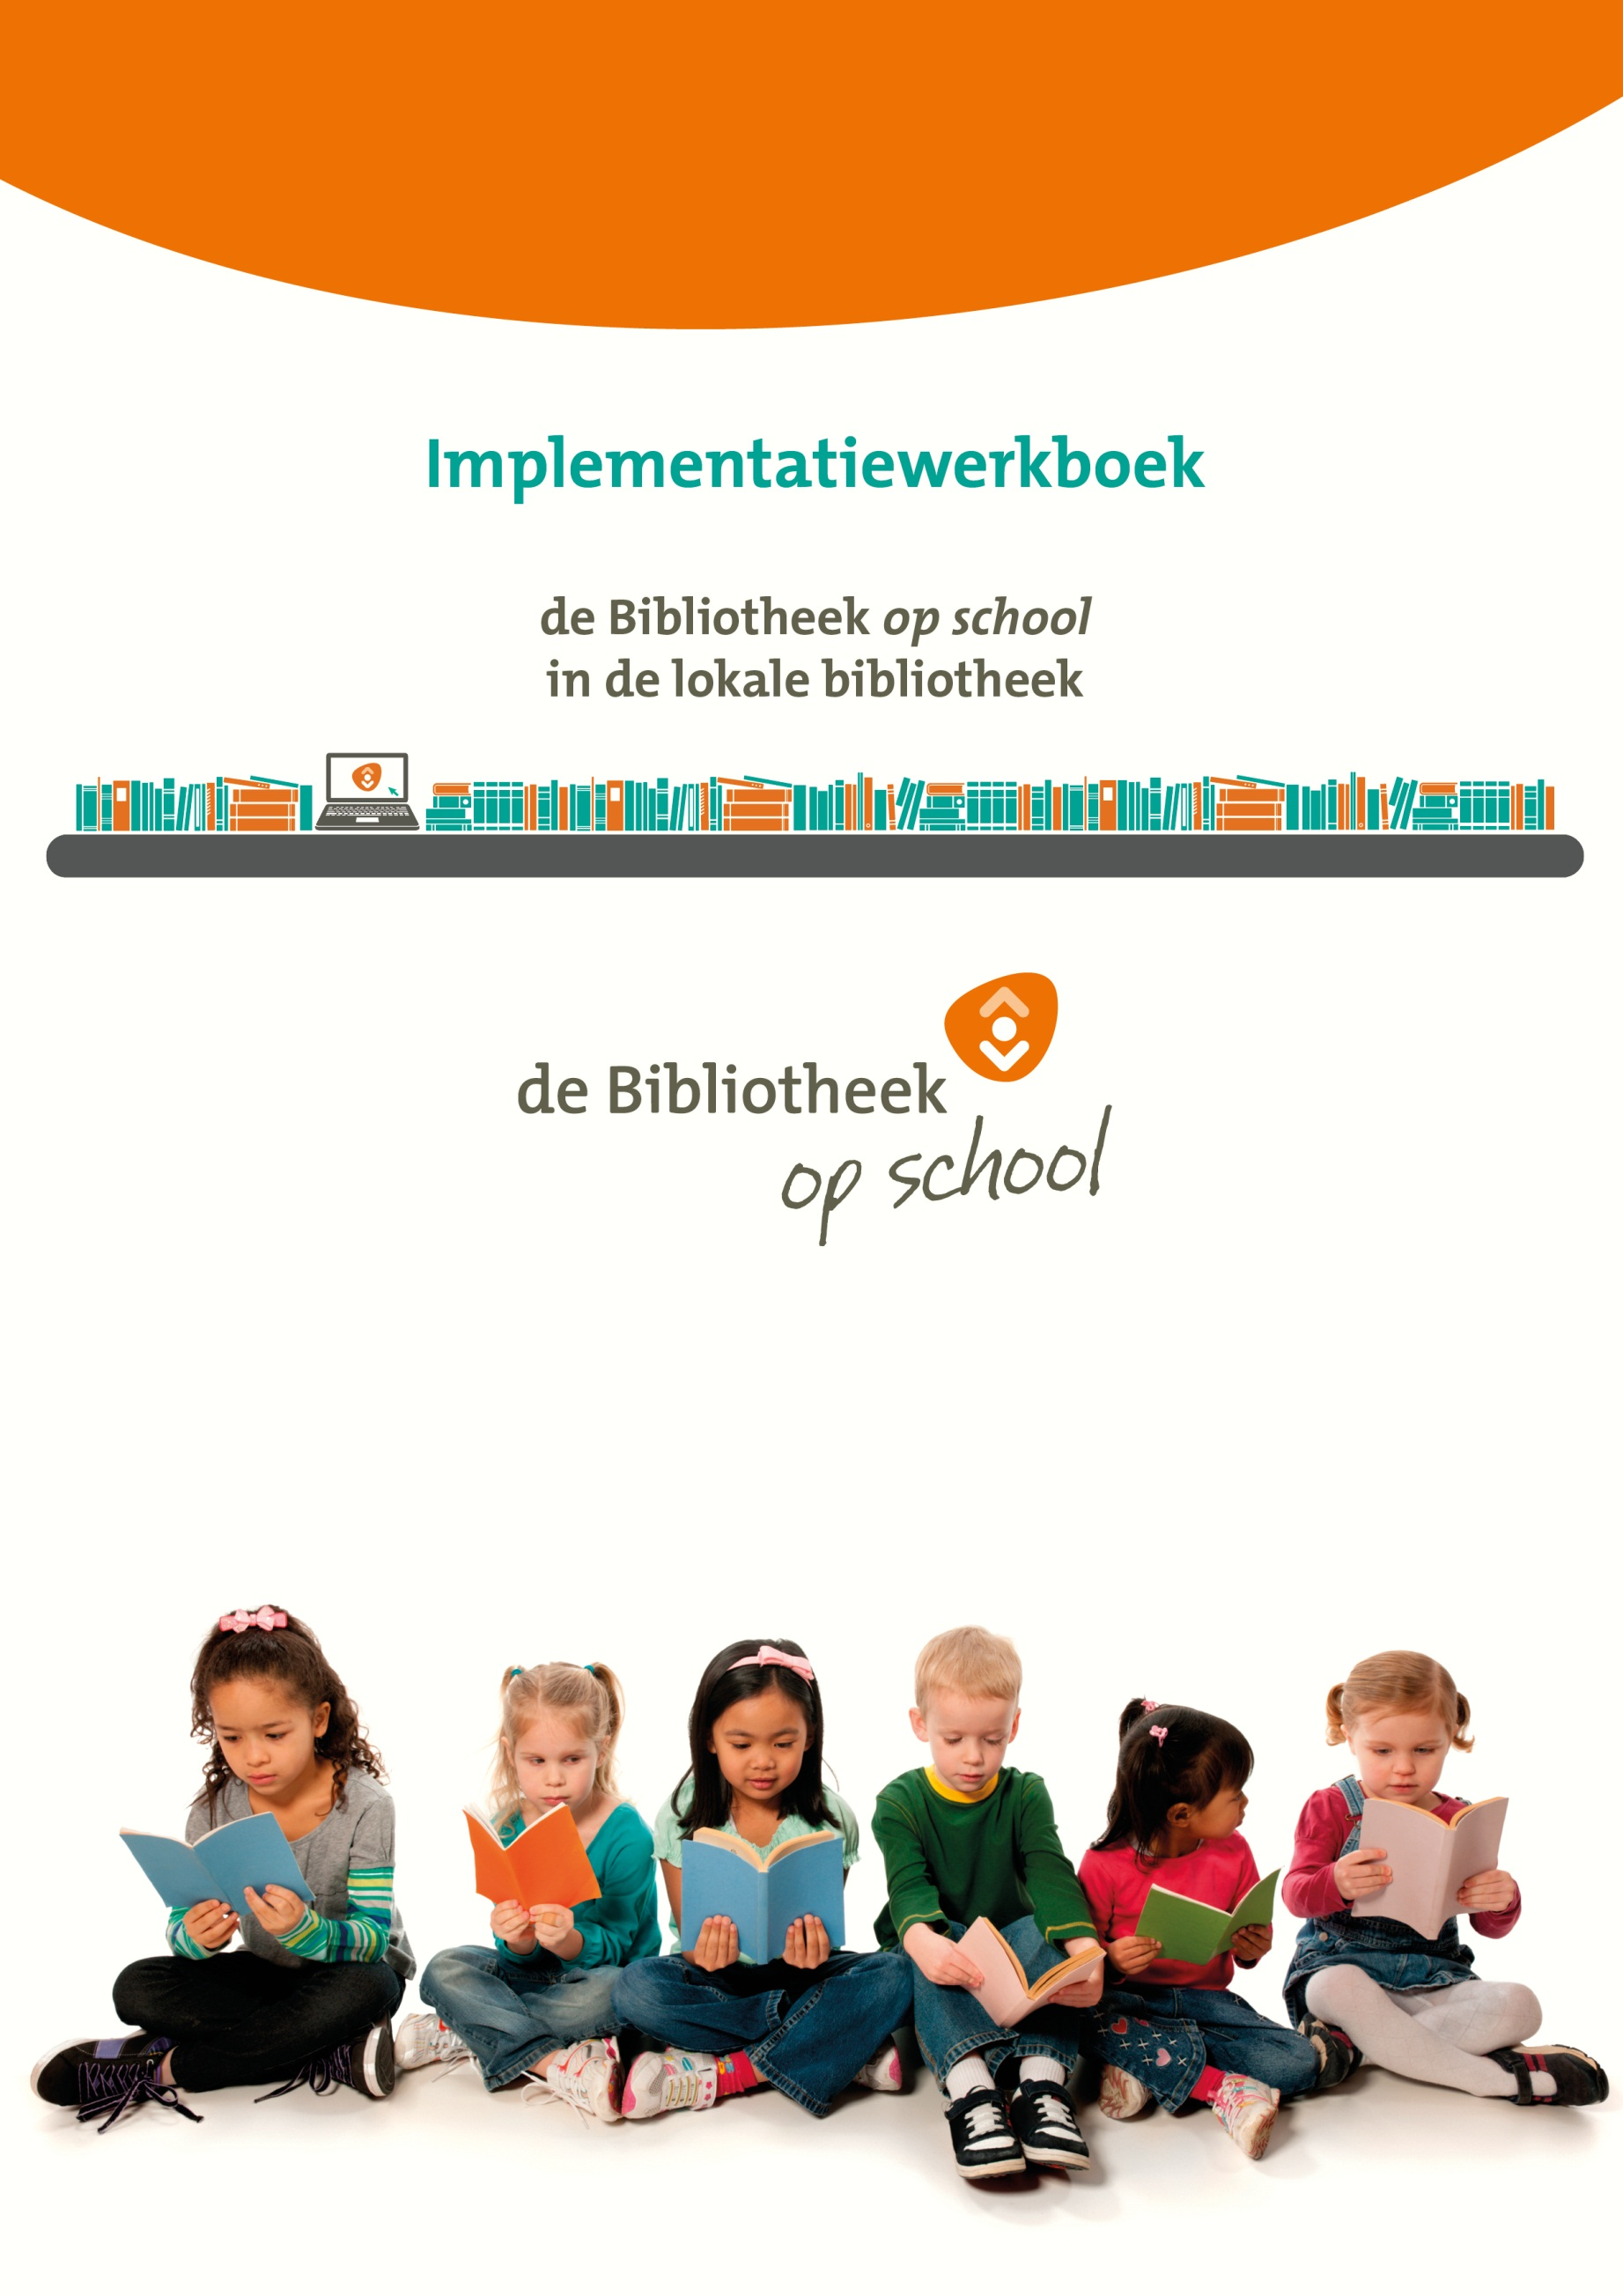 Implementatiewerkboek
de Bibliotheek op school
in de lokale bibliotheek
de Bibliotheek
op school